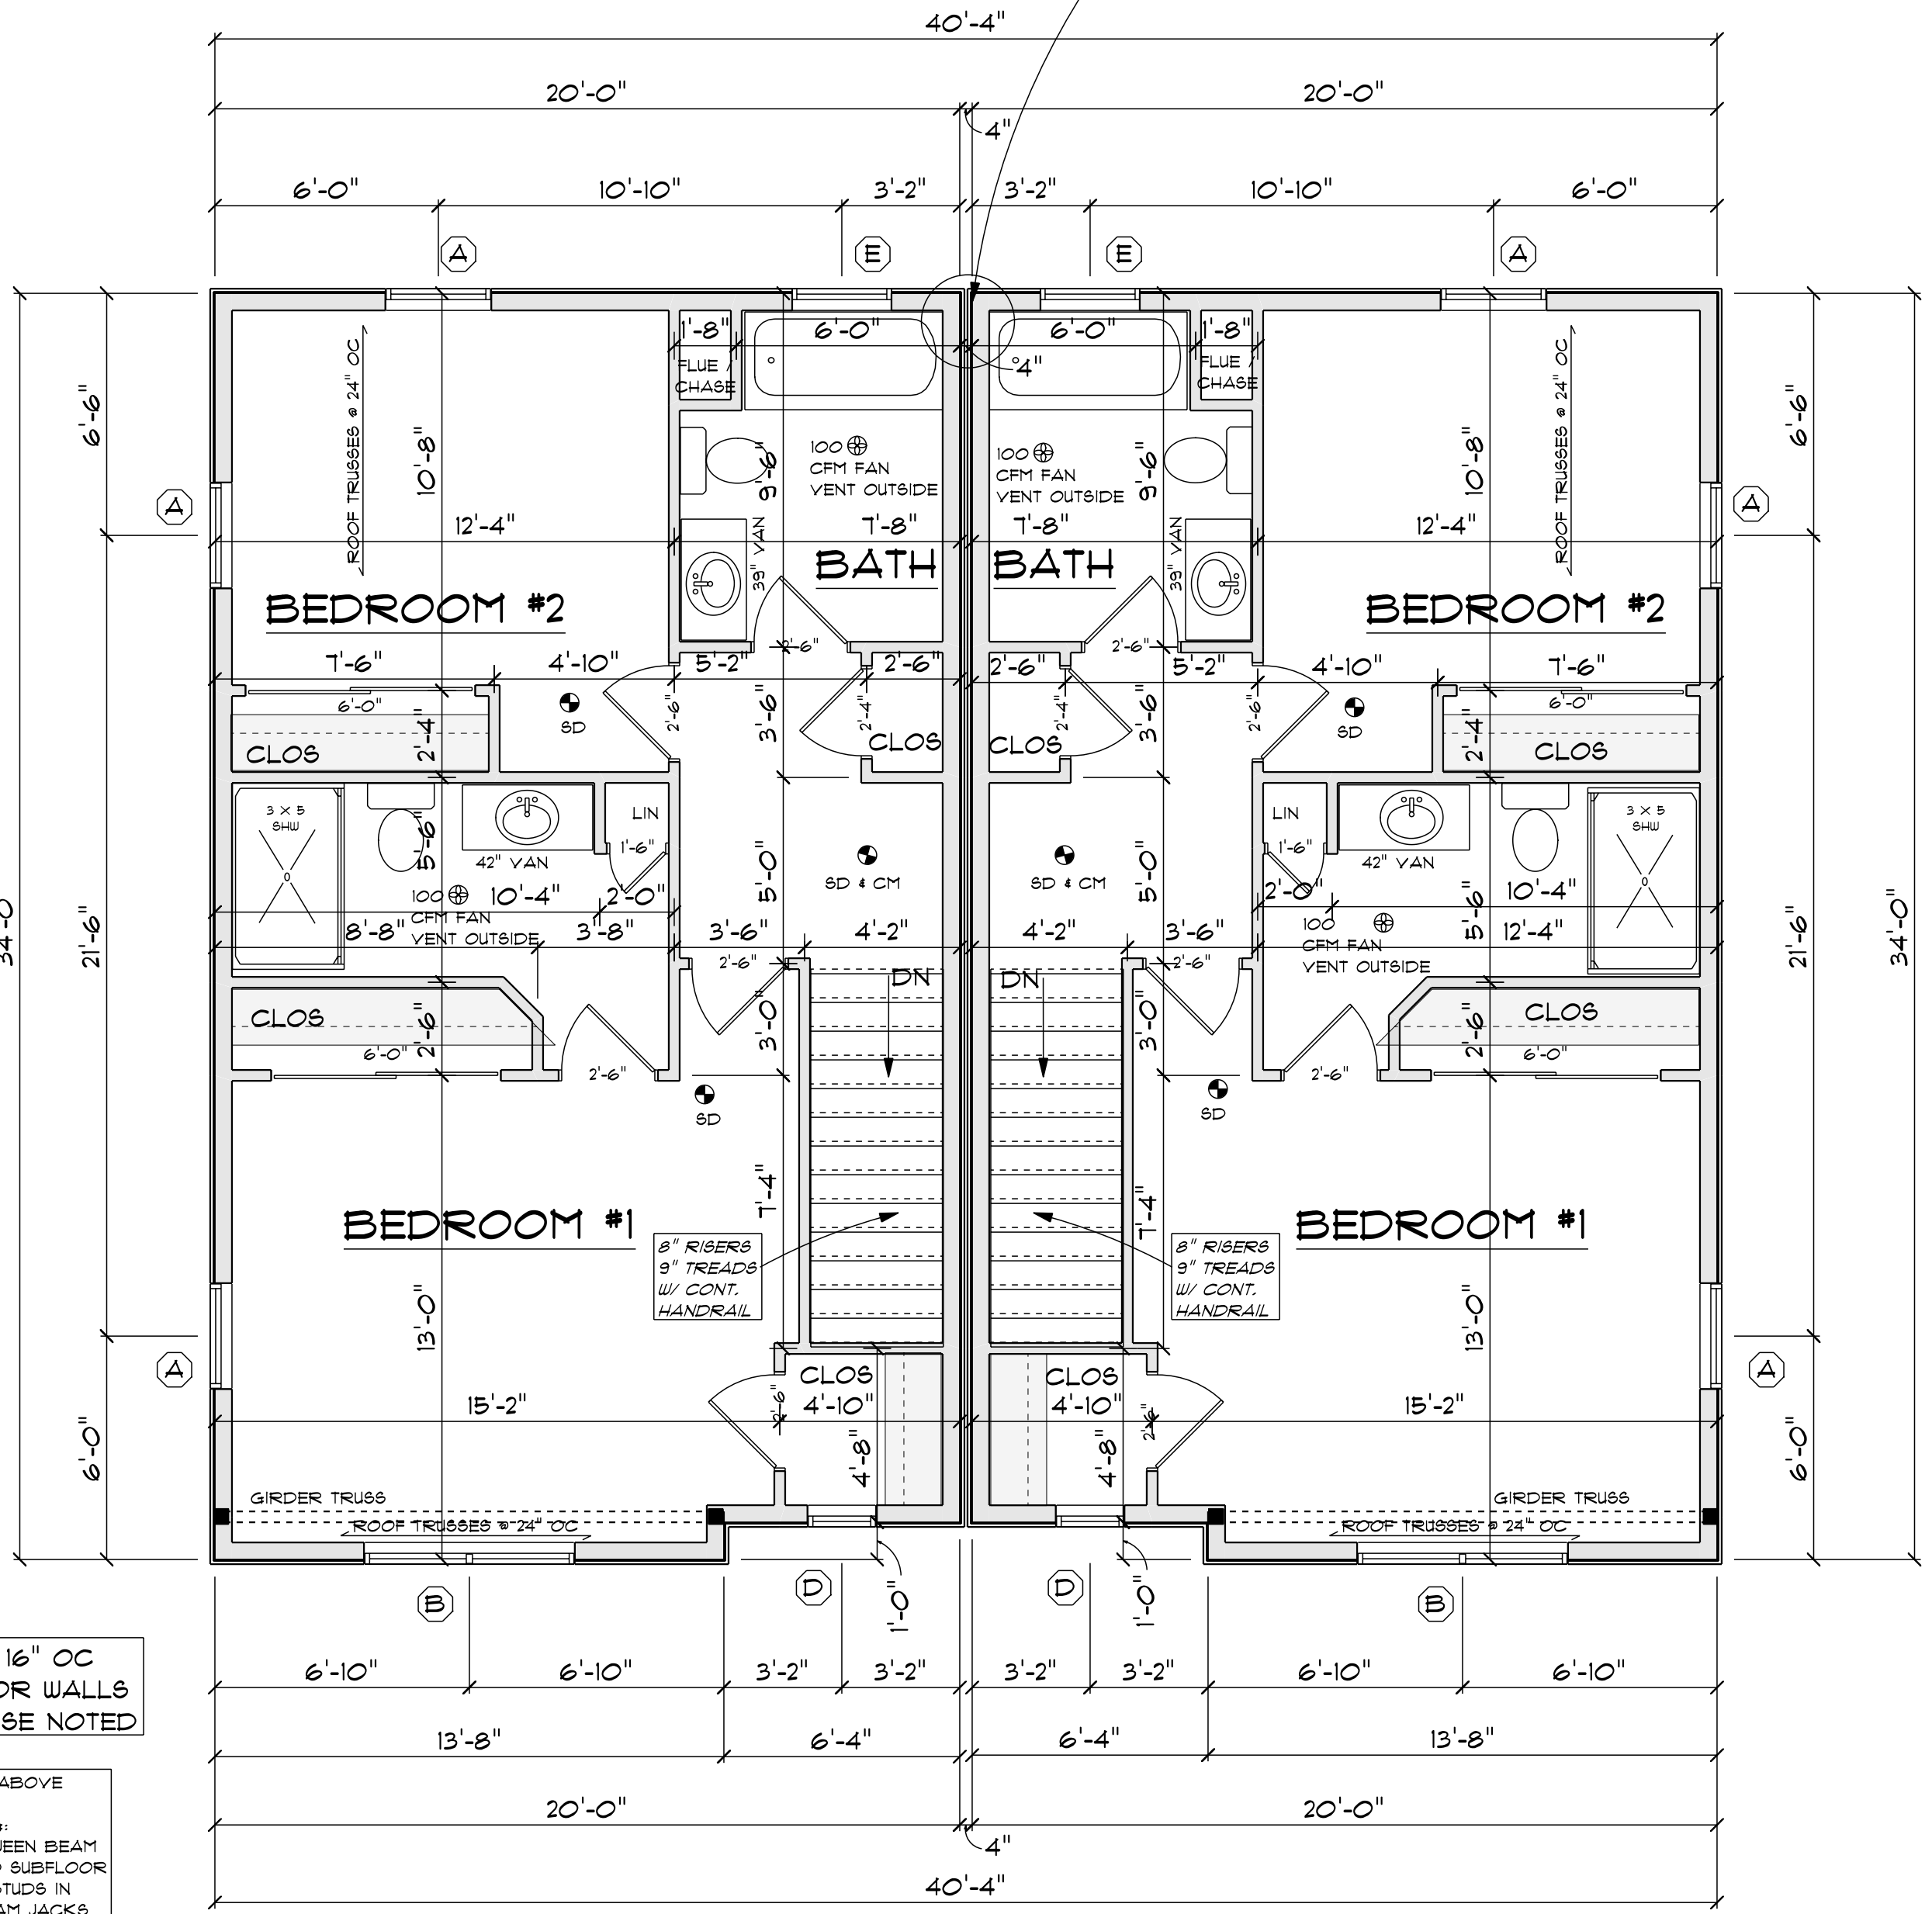 40'-4"
20'-0" 20'-0"
4"
6'-0" 10'-10" 3'-2" 3'-2" 10'-10" 6'-0"
A E E A
1'-8" 6'-0" 6'-0" 1'-8"
FLUE / FLUE /
CHASE CHASE
4"
ROOF TRUSSES @ 24" OC
ROOF TRUSSES @ 24" OC
6'-6"
6'-6"
10'-8"
10'-8"
9'-6"
9'-6"
100
CFM FAN
VENT OUTSIDE
100
CFM FAN
VENT OUTSIDE
A A
12'-4" 7'-8" 7'-8" 12'-4"
39" VAN
39" VAN
BATH BATH
BEDROOM #2 BEDROOM #2
2'-6" 2'-6"
7'-6" 4'-10" 5'-2" 2'-6" 2'-6" 5'-2" 4'-10" 7'-6"
6'-0" 6'-0"
2'-6" 2'-4" 2'-4" 2'-6"
SD SD
2'-4" 3'-6" 3'-6" 2'-4"
CLOS CLOS CLOS CLOS
3 X 5
SHW
3 X 5
SHW
LIN LIN
1'-6" 1'-6"
42" VAN 42" VAN
5'-6" 5'-0" 5'-0" 5'-6"
SD & CM SD & CM
100
CFM FAN
VENT OUTSIDE
100
CFM FAN
VENT OUTSIDE
10'-4" 2'-0" 2'-0" 10'-4"
34'-0
21'-6"
21'-6"
34'-0"
8'-8" 3'-8" 3'-6" 4'-2" 4'-2" 3'-6" 12'-4"
2'-6" 2'-6"
DN DN
CLOS CLOS
2'-6" 3'-0" 3'-0" 2'-6"
6'-0" 6'-0"
2'-6" 2'-6"
SD SD
7'-4" 7'-4"
BEDROOM #1 BEDROOM #1
8" RISERS
9" TREADS
W/ CONT.
HANDRAIL
8" RISERS
9" TREADS
W/ CONT.
HANDRAIL
13'-0" 13'-0"
A A
CLOS CLOS
2'-6" 2'-6"
15'-2" 4'-10" 4'-10" 15'-2"
6'-0" 4'-8" 4'-8" 6'-0"
GIRDER TRUSS GIRDER TRUSS
ROOF TRUSSES @ 24" OC ROOF TRUSSES @ 24" OC
B D D B
1'-0" 1'-0"
16" OC
OR WALLS
SE NOTED
6'-10" 6'-10" 3'-2" 3'-2" 3'-2" 3'-2" 6'-10" 6'-10"
13'-8" 6'-4" 6'-4" 13'-8"
ABOVE
UEEN BEAM
SUBFLOOR
STUDS IN
AM JACKS
20'-0" 20'-0"
4"
40'-4"